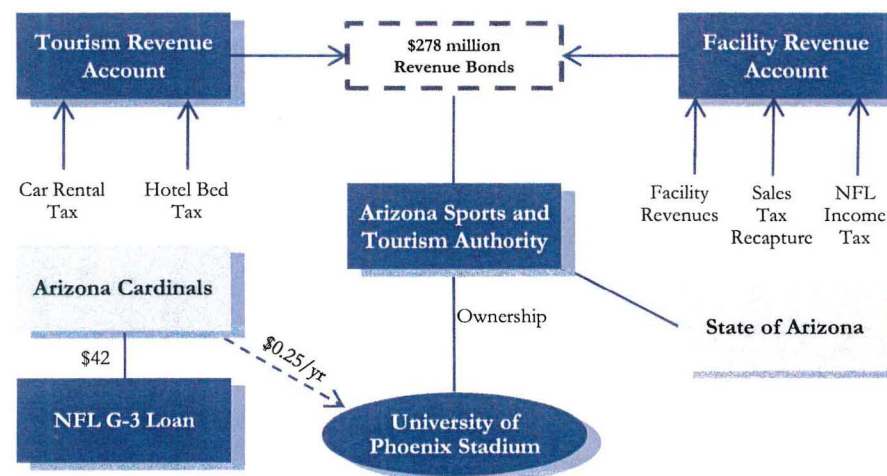 Tourism Revenue
Account
$278 million
Revenue Bonds
Facility Revenue
Account
Car Rental
Tax
Hotel Bed
Tax
Facility
Revenues
Sales
Tax
Recapture
NFL
Income
Tax
Arizona Sports and
Tourism Authority
Arizona Cardinals
Ownership
State of Arizona
$42
$0.25/yr
NFL G-3 Loan
University of
Phoenix Stadium